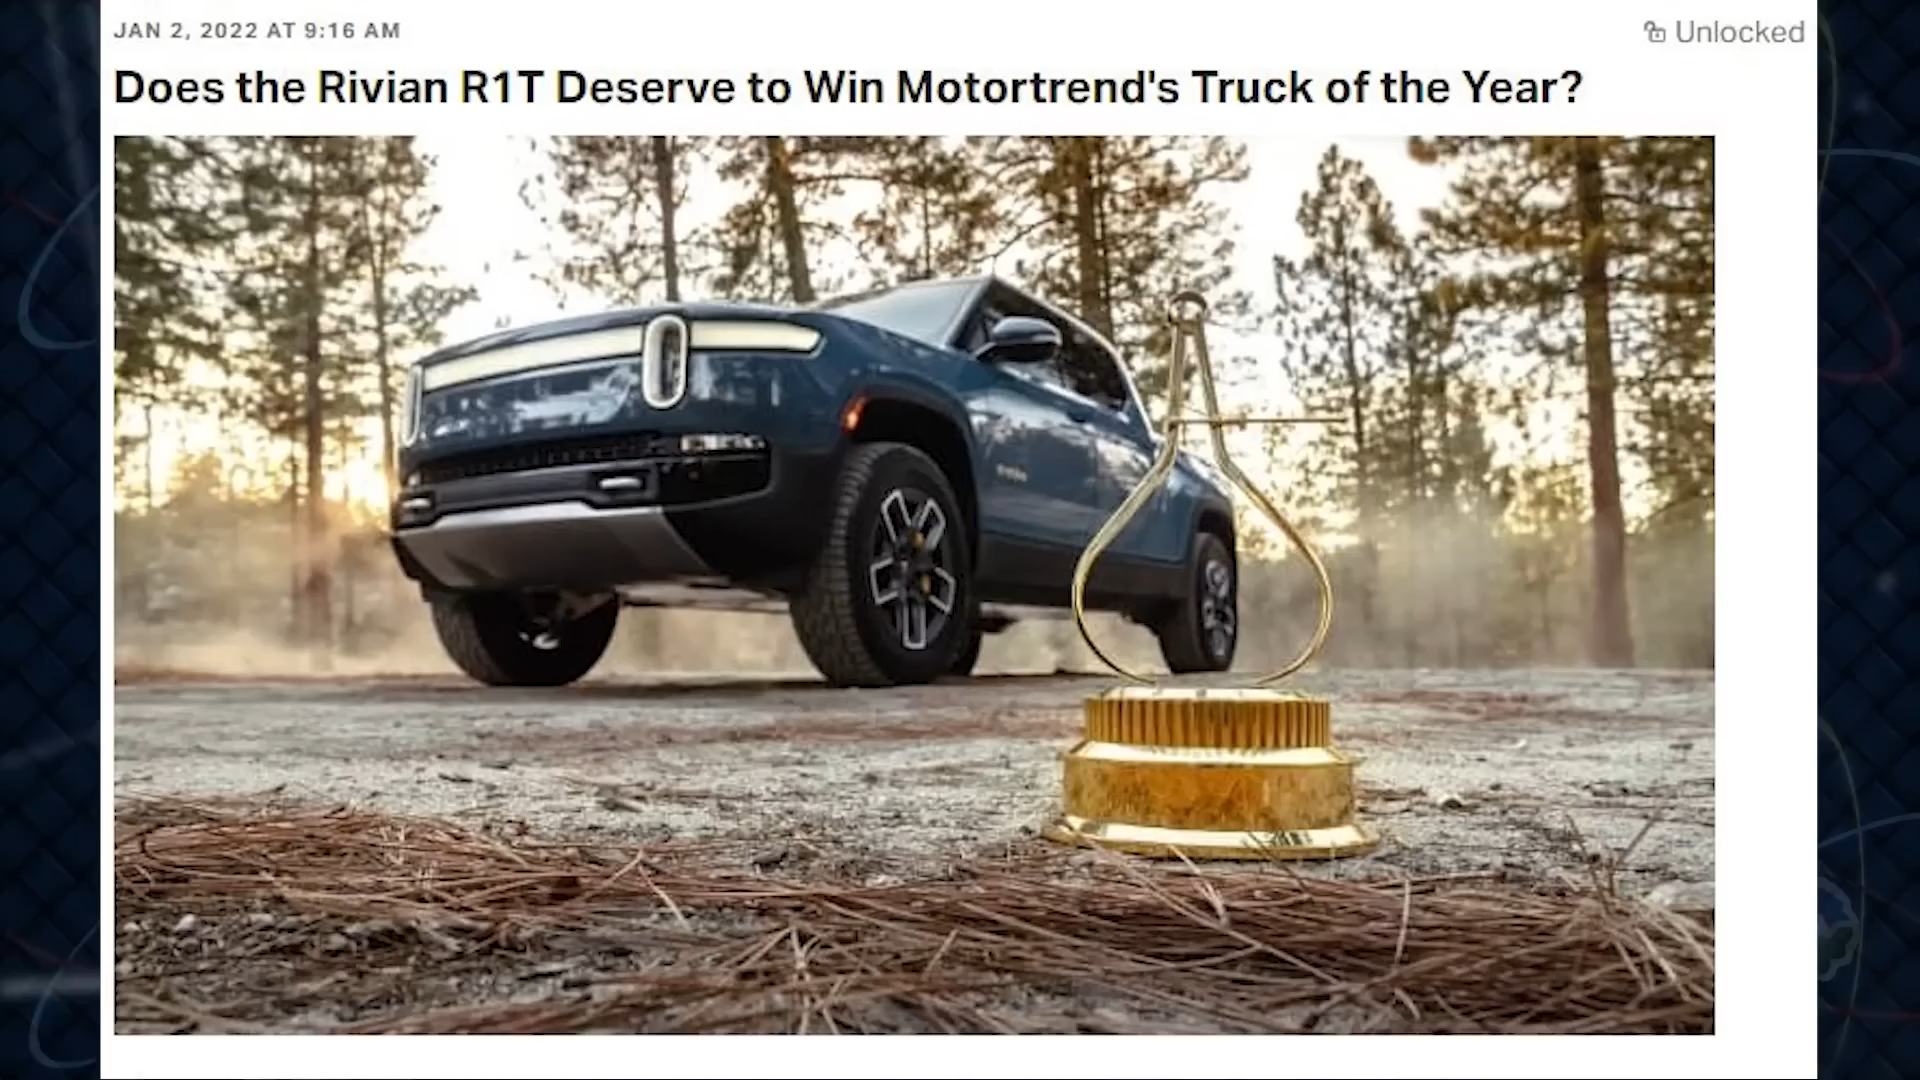 JAN 2, 2022 AT 9:16 AM
Unlocked
Does the Rivian R1T Deserve to Win Motortrend's Truck of the Year?